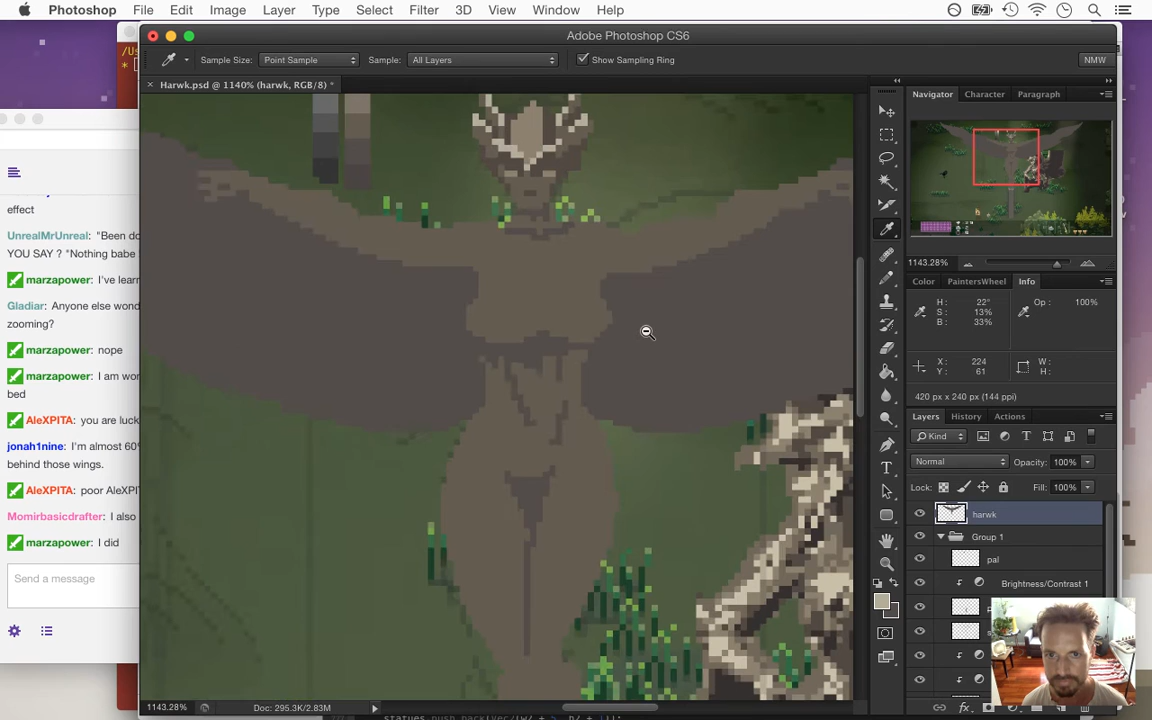 Photoshop File Edit Image Layer Type Select Filter 3D View Window Help
Adobe Photoshop CS6
Sample Size: Point Sample Sample: All Layers Show Sampling Ring NMW
Harwk.psd @ 1140% (harwk, RGB/8) *
Navigator Character Paragraph
1143.28%
Color PaintersWheel Info
H: 22°
S: 13%
B: 33%
Op: 100%
X: 224
Y: 61
W:
H:
420 px x 240 px (144 ppi)
Layers History Actions
Kind
Normal Opacity: 100%
Lock: Fill: 100%
harwk
Group 1
pal
Brightness/Contrast 1
1143.28% Doc: 295.3K/2.83M
effect
UnrealMrUnreal: "Been do
YOU SAY ? "Nothing babe
marzapower: I've learn
Gladiar: Anyone else wond
zooming?
marzapower: nope
marzapower: I am wor
bed
AleXPITA: you are luck
jonah1nine: I'm almost 60
behind those wings.
AleXPITA: poor AleXP
Momirbasicdrafter: I also
marzapower: I did
Send a message